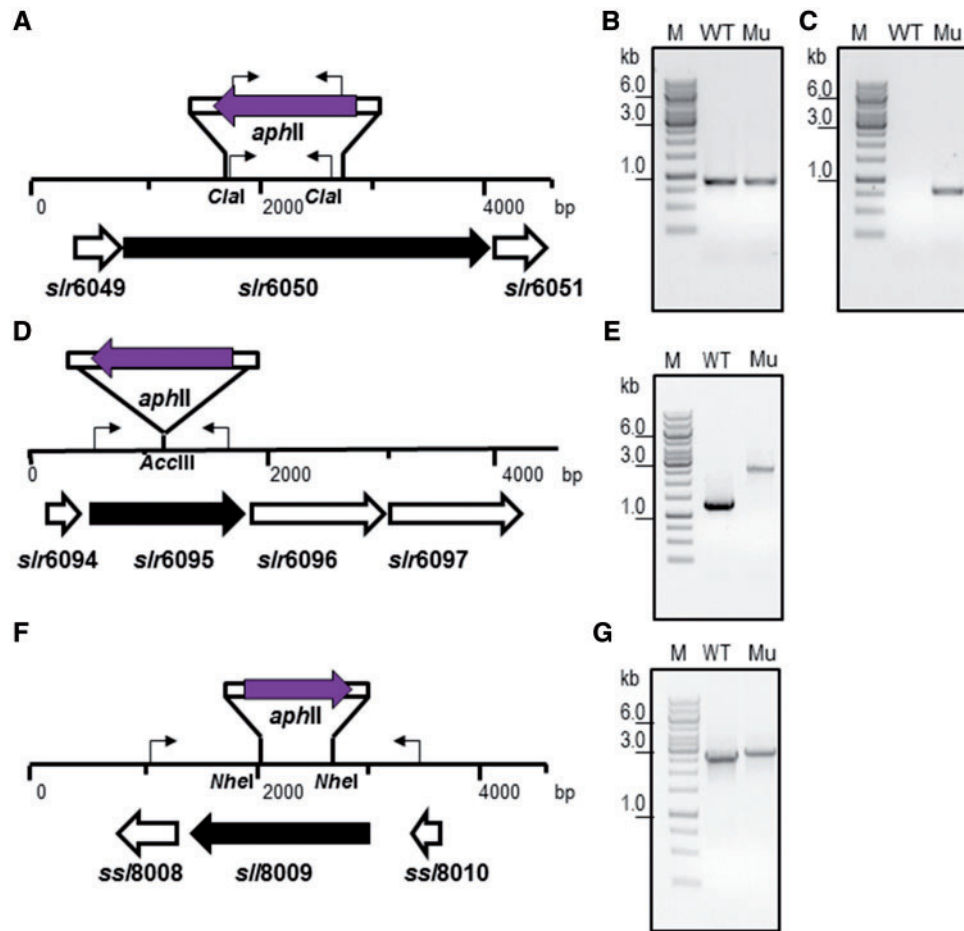 A
aphII
0 ClaI 2000 ClaI 4000 bp
slr6049 slr6050 slr6051
B
M WT Mu
kb
6.0
3.0
1.0
C
M WT Mu
kb
6.0
3.0
1.0
D
aphII
0 AccIII 2000 4000 bp
slr6094 slr6095 slr6096 slr6097
E
M WT Mu
kb
6.0
3.0
1.0
F
aphII
0 NheI 2000 NheI 4000 bp
ssl8008 sll8009 ssl8010
G
M WT Mu
kb
6.0
3.0
1.0